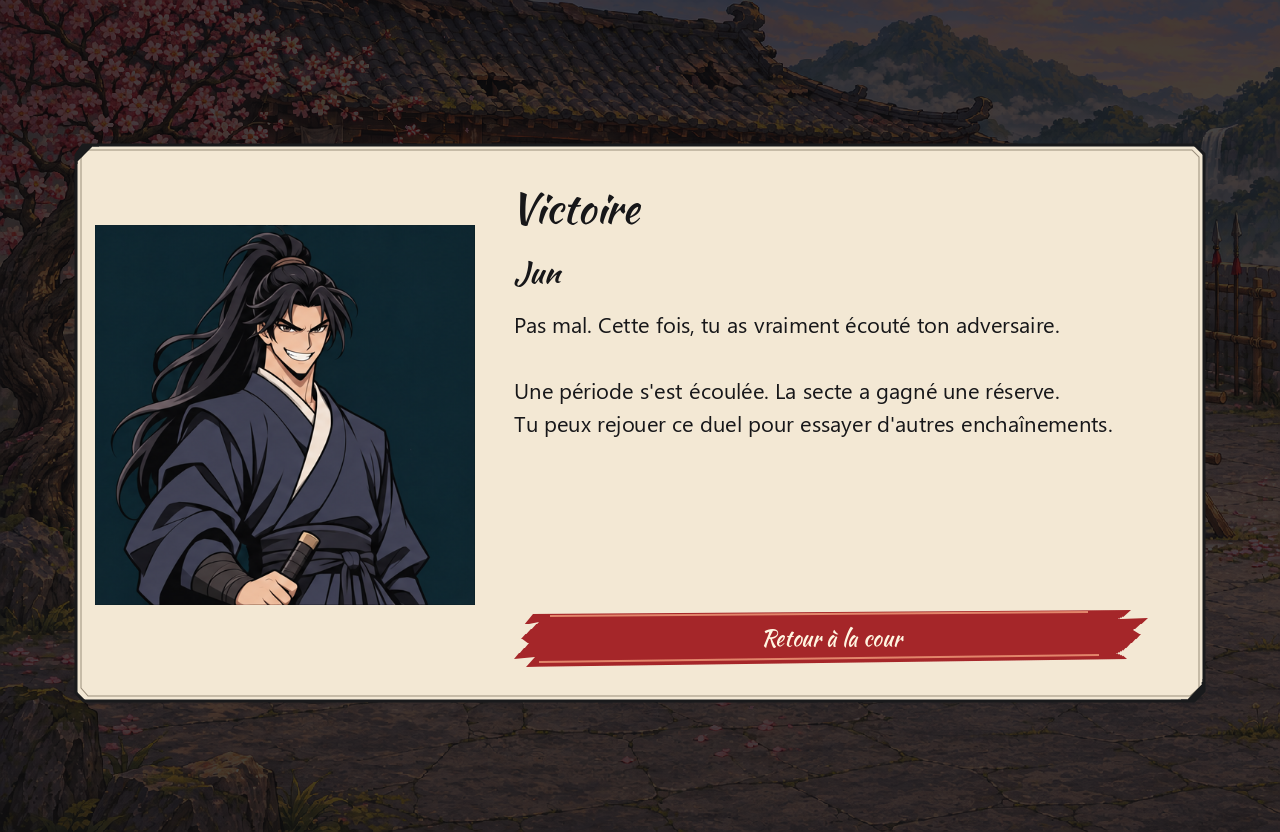 Victoire
Jun
Pas mal. Cette fois, tu as vraiment écouté ton adversaire.
Une période s'est écoulée. La secte a gagné une réserve.
Tu peux rejouer ce duel pour essayer d'autres enchaînements.
Retour à la cour